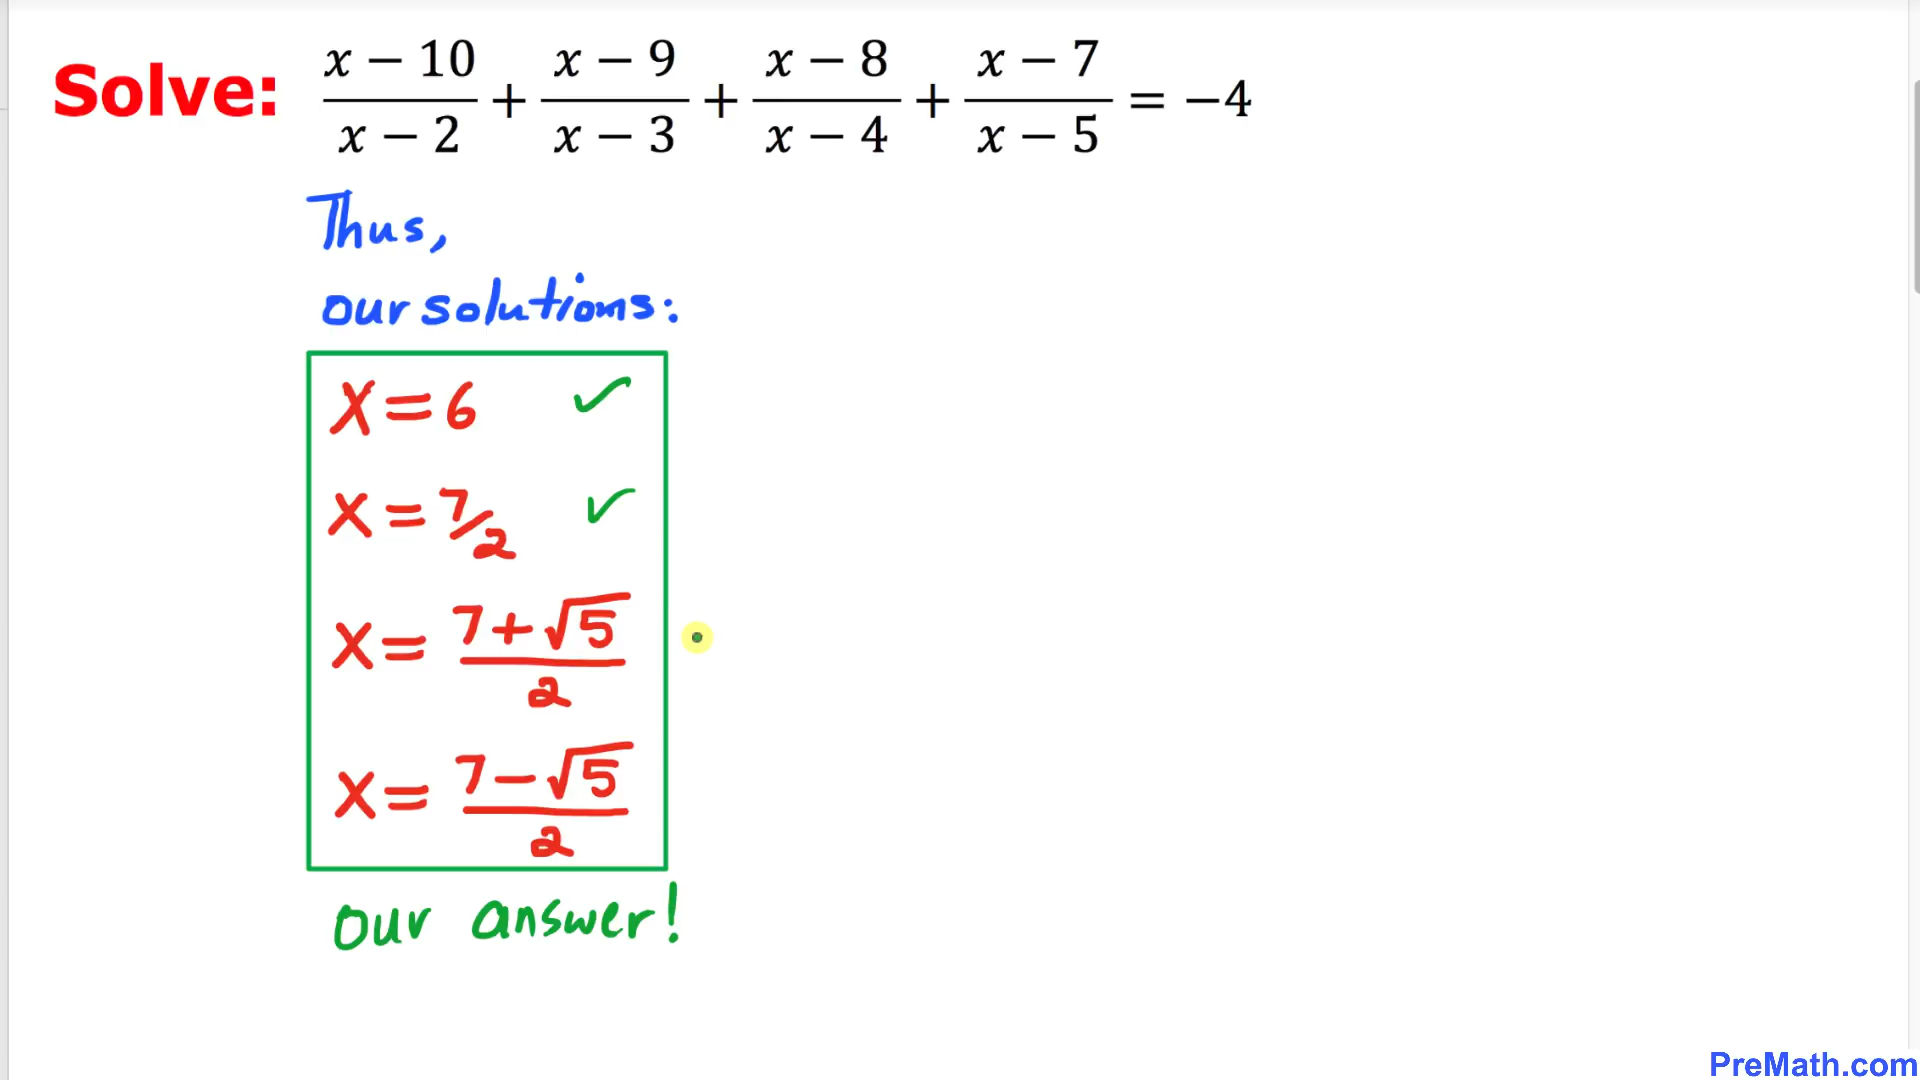 Solve: (x − 10)/(x − 2) + (x − 9)/(x − 3) + (x − 8)/(x − 4) + (x − 7)/(x − 5) = −4
Thus,
our solutions:
x = 6 ✓
x = 7/2 ✓
x = (7 + √5)/2
x = (7 − √5)/2
our answer!
PreMath.com